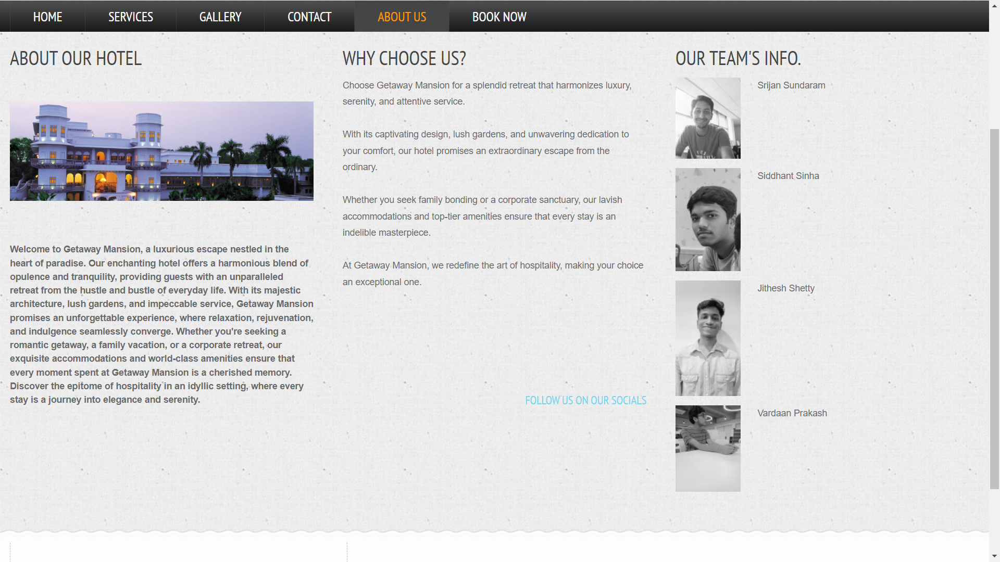 HOME SERVICES GALLERY CONTACT ABOUT US BOOK NOW
ABOUT OUR HOTEL
Welcome to Getaway Mansion, a luxurious escape nestled in the
heart of paradise. Our enchanting hotel offers a harmonious blend of
opulence and tranquility, providing guests with an unparalleled
retreat from the hustle and bustle of everyday life. With its majestic
architecture, lush gardens, and impeccable service, Getaway Mansion
promises an unforgettable experience, where relaxation, rejuvenation,
and indulgence seamlessly converge. Whether you're seeking a
romantic getaway, a family vacation, or a corporate retreat, our
exquisite accommodations and world-class amenities ensure that
every moment spent at Getaway Mansion is a cherished memory.
Discover the epitome of hospitality in an idyllic setting, where every
stay is a journey into elegance and serenity.
WHY CHOOSE US?
Choose Getaway Mansion for a splendid retreat that harmonizes luxury,
serenity, and attentive service.
With its captivating design, lush gardens, and unwavering dedication to
your comfort, our hotel promises an extraordinary escape from the
ordinary.
Whether you seek family bonding or a corporate sanctuary, our lavish
accommodations and top-tier amenities ensure that every stay is an
indelible masterpiece.
At Getaway Mansion, we redefine the art of hospitality, making your choice
an exceptional one.
FOLLOW US ON OUR SOCIALS
OUR TEAM'S INFO.
Srijan Sundaram
Siddhant Sinha
Jithesh Shetty
Vardaan Prakash